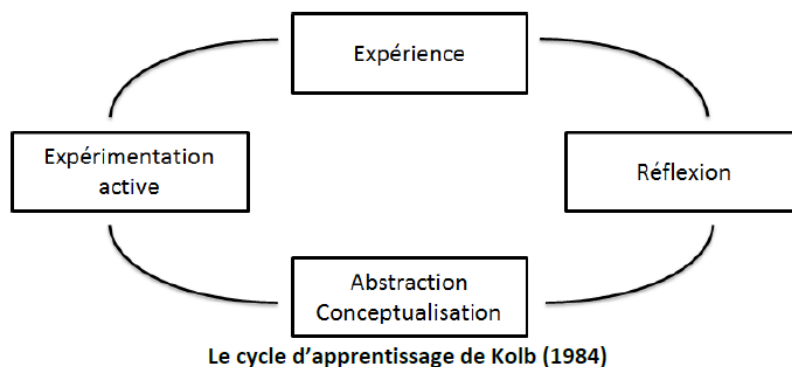 Expérience
Expérimentation
active
Réflexion
Abstraction
Conceptualisation
Le cycle d'apprentissage de Kolb (1984)